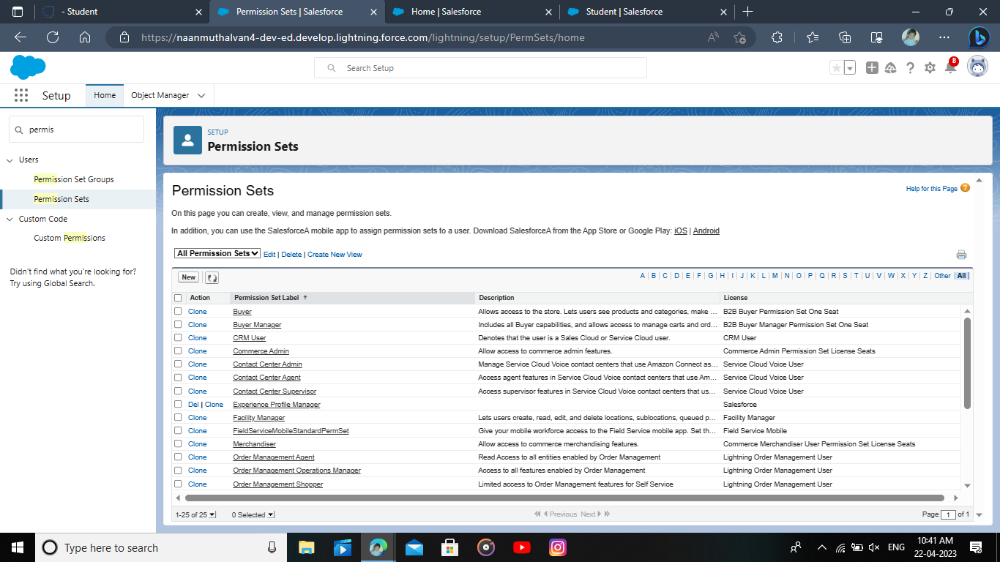 - Student
Permission Sets | Salesforce
Home | Salesforce
Student | Salesforce
https://naanmuthalvan4-dev-ed.develop.lightning.force.com/lightning/setup/PermSets/home
Search Setup
8
Setup
Home
Object Manager
permis
Users
Permission Set Groups
Permission Sets
Custom Code
Custom Permissions
Didn't find what you're looking for?
Try using Global Search.
SETUP
Permission Sets
Permission Sets
Help for this Page
On this page you can create, view, and manage permission sets.
In addition, you can use the SalesforceA mobile app to assign permission sets to a user. Download SalesforceA from the App Store or Google Play: iOS | Android
All Permission Sets Edit | Delete | Create New View
New
A | B | C | D | E | F | G | H | I | J | K | L | M | N | O | P | Q | R | S | T | U | V | W | X | Y | Z | Other All
Action Permission Set Label ↑ Description License
Clone Buyer Allows access to the store. Lets users see products and categories, make ... B2B Buyer Permission Set One Seat
Clone Buyer Manager Includes all Buyer capabilities, and allows access to manage carts and ord... B2B Buyer Manager Permission Set One Seat
Clone CRM User Denotes that the user is a Sales Cloud or Service Cloud user. CRM User
Clone Commerce Admin Allow access to commerce admin features. Commerce Admin Permission Set License Seats
Clone Contact Center Admin Manage Service Cloud Voice contact centers that use Amazon Connect as... Service Cloud Voice User
Clone Contact Center Agent Access agent features in Service Cloud Voice contact centers that use Am... Service Cloud Voice User
Clone Contact Center Supervisor Access supervisor features in Service Cloud Voice contact centers that us... Service Cloud Voice User
Del | Clone Experience Profile Manager Salesforce
Clone Facility Manager Lets users create, read, edit, and delete locations, sublocations, queued p... Facility Manager
Clone FieldServiceMobileStandardPermSet Give your mobile workforce access to the Field Service mobile app. Set th... Field Service Mobile
Clone Merchandiser Allow access to commerce merchandising features. Commerce Merchandiser User Permission Set License Seats
Clone Order Management Agent Read Access to all entities enabled by Order Management Lightning Order Management User
Clone Order Management Operations Manager Access to all features enabled by Order Management Lightning Order Management User
Clone Order Management Shopper Limited access to Order Management features for Self Service Lightning Order Management User
1-25 of 25 0 Selected Previous Next Page 1 of 1
Type here to search
ENG
10:41 AM
22-04-2023